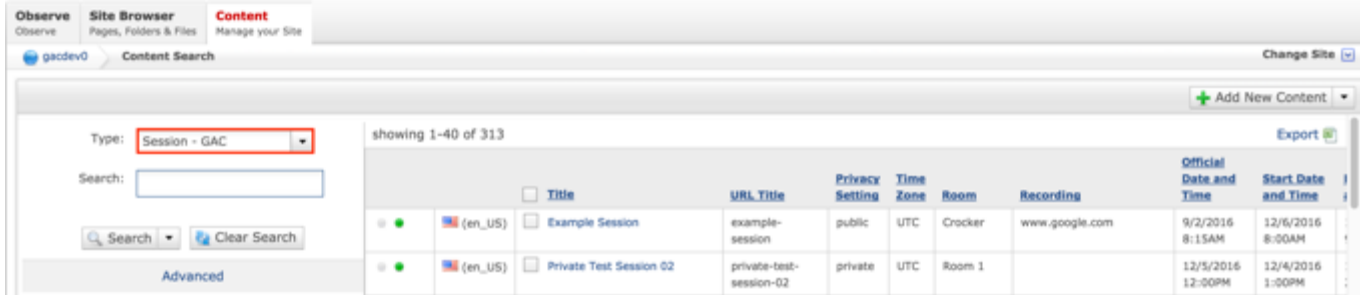 Observe Site Browser Content
Observe Pages, Folders & Files Manage your Site
gacdev0 Content Search Change Site
Add New Content
Type: Session - GAC
showing 1-40 of 313 Export
Search:
Title URL Title Privacy Setting Time Zone Room Recording Official Date and Time Start Date and Time
Search Clear Search
Advanced
(en_US) Example Session example-session public UTC Crocker www.google.com 9/2/2016 8:15AM 12/6/2016 8:00AM
(en_US) Private Test Session 02 private-test-session-02 private UTC Room 1 12/5/2016 12:00PM 12/4/2016 1:00PM